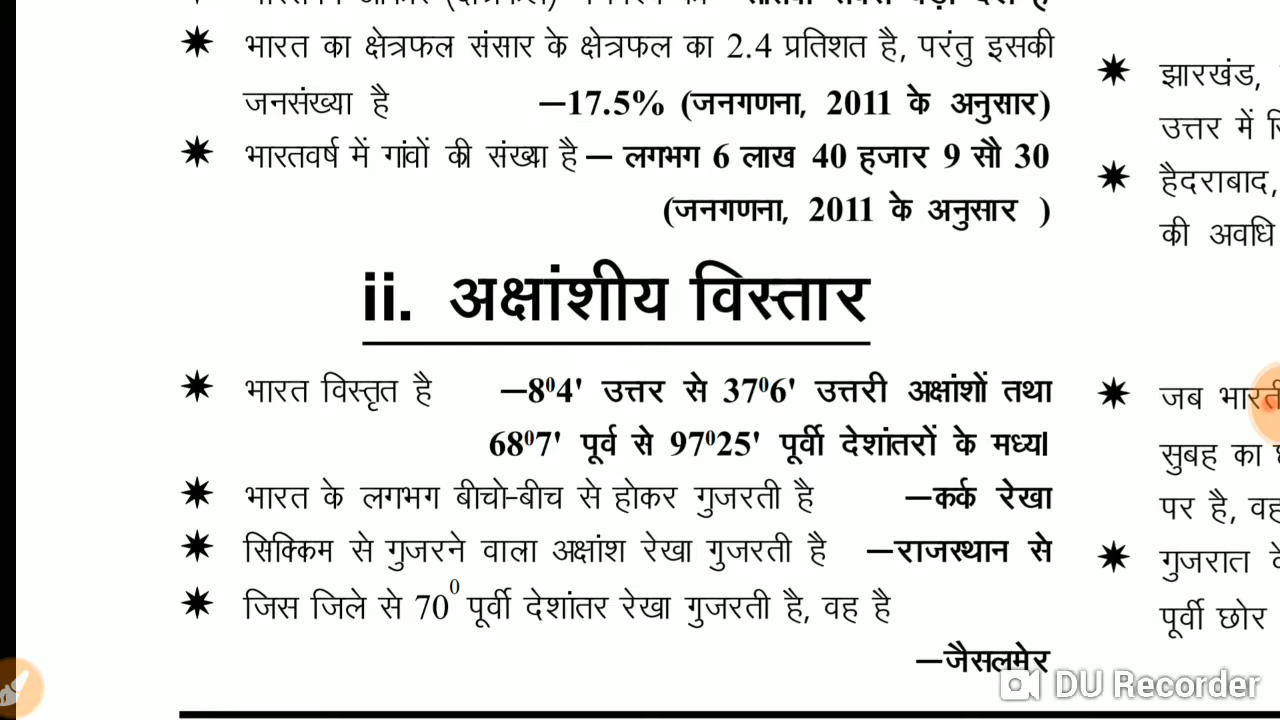 ✷ भारत का क्षेत्रफल संसार के क्षेत्रफल का 2.4 प्रतिशत है, परंतु इसकी
जनसंख्या है —17.5% (जनगणना, 2011 के अनुसार)
✷ भारतवर्ष में गांवों की संख्या है — लगभग 6 लाख 40 हजार 9 सौ 30
(जनगणना, 2011 के अनुसार )
ii. अक्षांशीय विस्तार
✷ भारत विस्तृत है —8⁰4' उत्तर से 37⁰6' उत्तरी अक्षांशों तथा
68⁰7' पूर्व से 97⁰25' पूर्वी देशांतरों के मध्य।
✷ भारत के लगभग बीचो-बीच से होकर गुजरती है —कर्क रेखा
✷ सिक्किम से गुजरने वाला अक्षांश रेखा गुजरती है —राजस्थान से
✷ जिस जिले से 70⁰ पूर्वी देशांतर रेखा गुजरती है, वह है
—जैसलमेर
✷ झारखंड,
उत्तर में
✷ हैदराबाद,
की अवधि
✷ जब भारती
सुबह का
पर है, वह
✷ गुजरात
पूर्वी छोर
DU Recorder